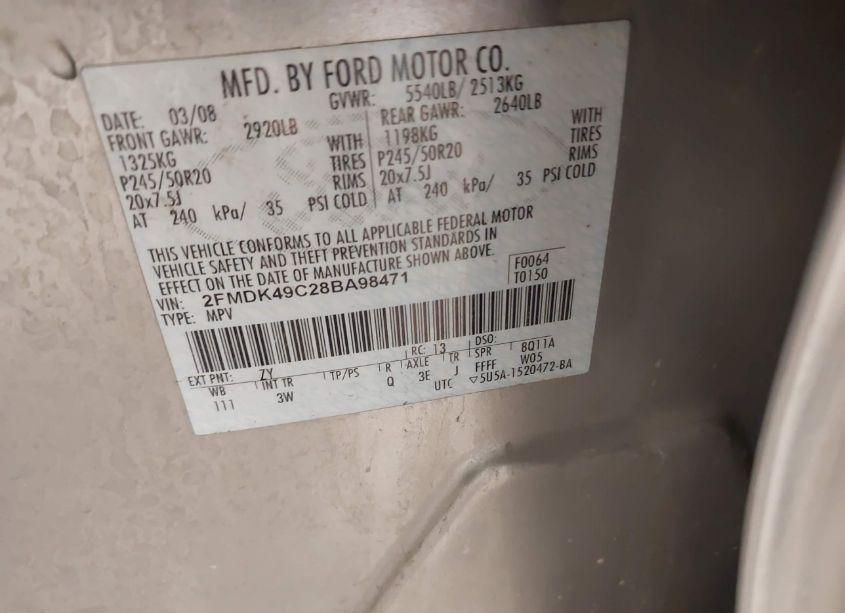 MFD. BY FORD MOTOR CO.
DATE: 03/08 GVWR: 5540LB/ 2513KG
FRONT GAWR: 2920LB REAR GAWR: 2640LB
1325KG WITH 1198KG WITH
P245/50R20 TIRES P245/50R20 TIRES
20x7.5J RIMS 20x7.5J RIMS
AT 240 kPa/ 35 PSI COLD AT 240 kPa/ 35 PSI COLD
THIS VEHICLE CONFORMS TO ALL APPLICABLE FEDERAL MOTOR
VEHICLE SAFETY AND THEFT PREVENTION STANDARDS IN
EFFECT ON THE DATE OF MANUFACTURE SHOWN ABOVE.
VIN: 2FMDK49C28BA98471 F0064
TYPE: MPV T0150
EXT PNT: ZY RC: 13 DSO:
WB INT TR TP/PS R AXLE TR SPR 8Q11A
111 3W Q 3E J FFFF W05
UTC ▽5U5A-1520472-BA